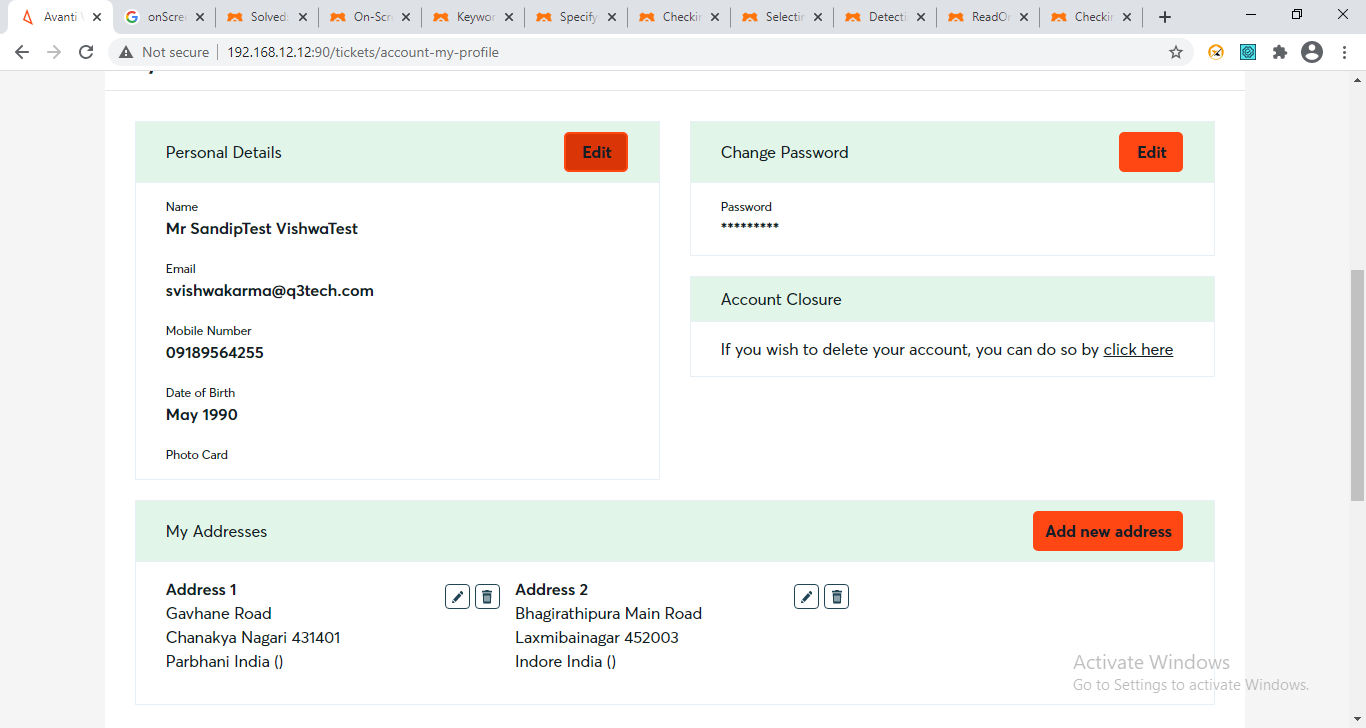 Avanti
onScre
Solved:
On-Scr
Keywor
Specify
Checkin
Selectin
Detecti
ReadO
Checkin
Not secure
192.168.12.12:90/tickets/account-my-profile
Personal Details
Edit
Name
Mr SandipTest VishwaTest
Email
svishwakarma@q3tech.com
Mobile Number
09189564255
Date of Birth
May 1990
Photo Card
Change Password
Edit
Password
*********
Account Closure
If you wish to delete your account, you can do so by click here
My Addresses
Add new address
Address 1
Gavhane Road
Chanakya Nagari 431401
Parbhani India ()
Address 2
Bhagirathipura Main Road
Laxmibainagar 452003
Indore India ()
Activate Windows
Go to Settings to activate Windows.